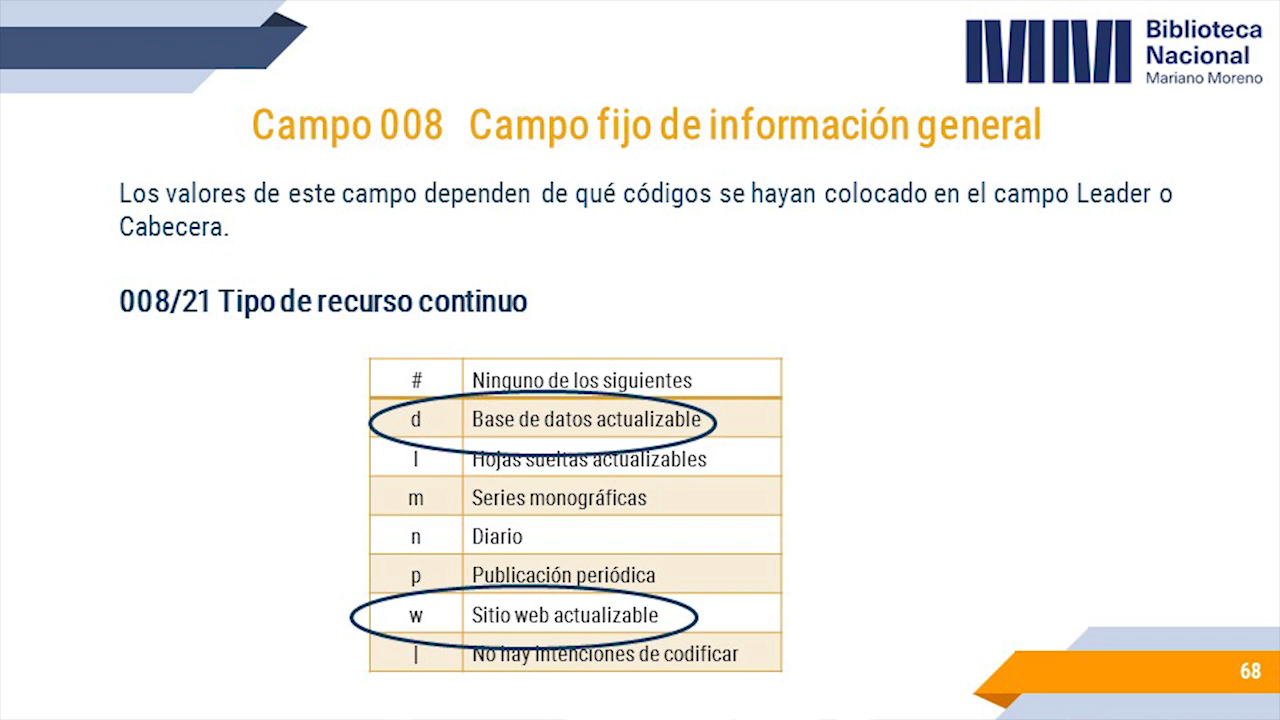 Biblioteca
Nacional
Mariano Moreno
Campo 008 Campo fijo de información general
Los valores de este campo dependen de qué códigos se hayan colocado en el campo Leader o
Cabecera.
008/21 Tipo de recurso continuo
# Ninguno de los siguientes
d Base de datos actualizable
l Hojas sueltas actualizables
m Series monográficas
n Diario
p Publicación periódica
w Sitio web actualizable
| No hay intenciones de codificar
68